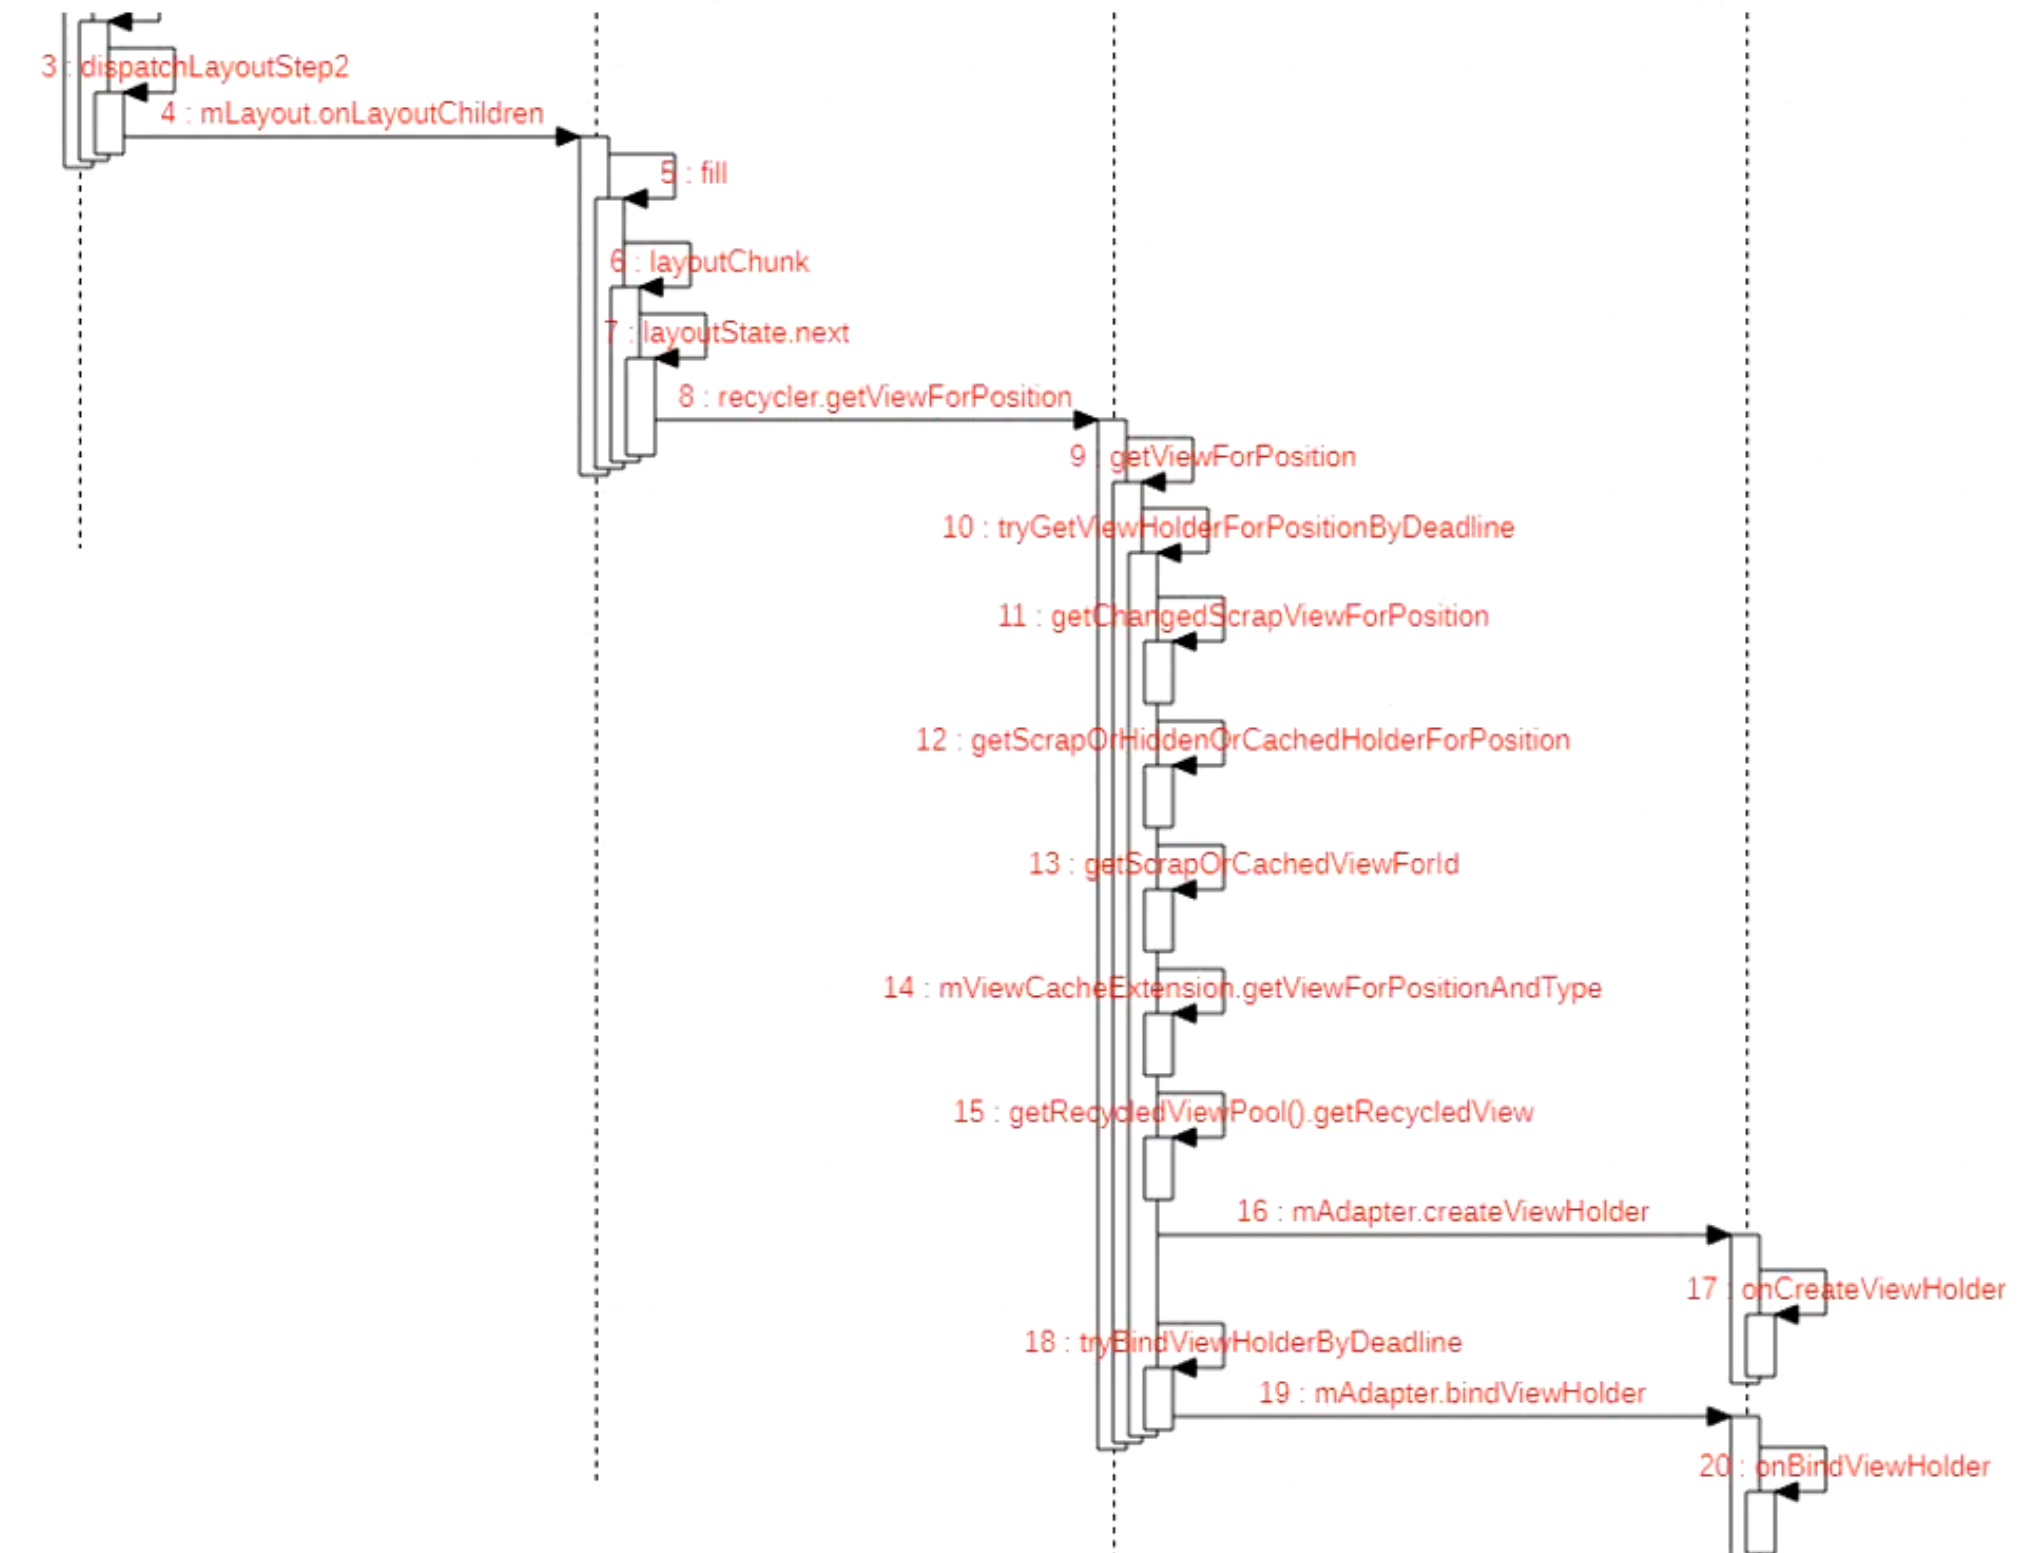 3 : dispatchLayoutStep2
4 : mLayout.onLayoutChildren
5 : fill
6 : layoutChunk
7 : layoutState.next
8 : recycler.getViewForPosition
9 : getViewForPosition
10 : tryGetViewHolderForPositionByDeadline
11 : getChangedScrapViewForPosition
12 : getScrapOrHiddenOrCachedHolderForPosition
13 : getScrapOrCachedViewForId
14 : mViewCacheExtension.getViewForPositionAndType
15 : getRecycledViewPool().getRecycledView
16 : mAdapter.createViewHolder
17 : onCreateViewHolder
18 : tryBindViewHolderByDeadline
19 : mAdapter.bindViewHolder
20 : onBindViewHolder